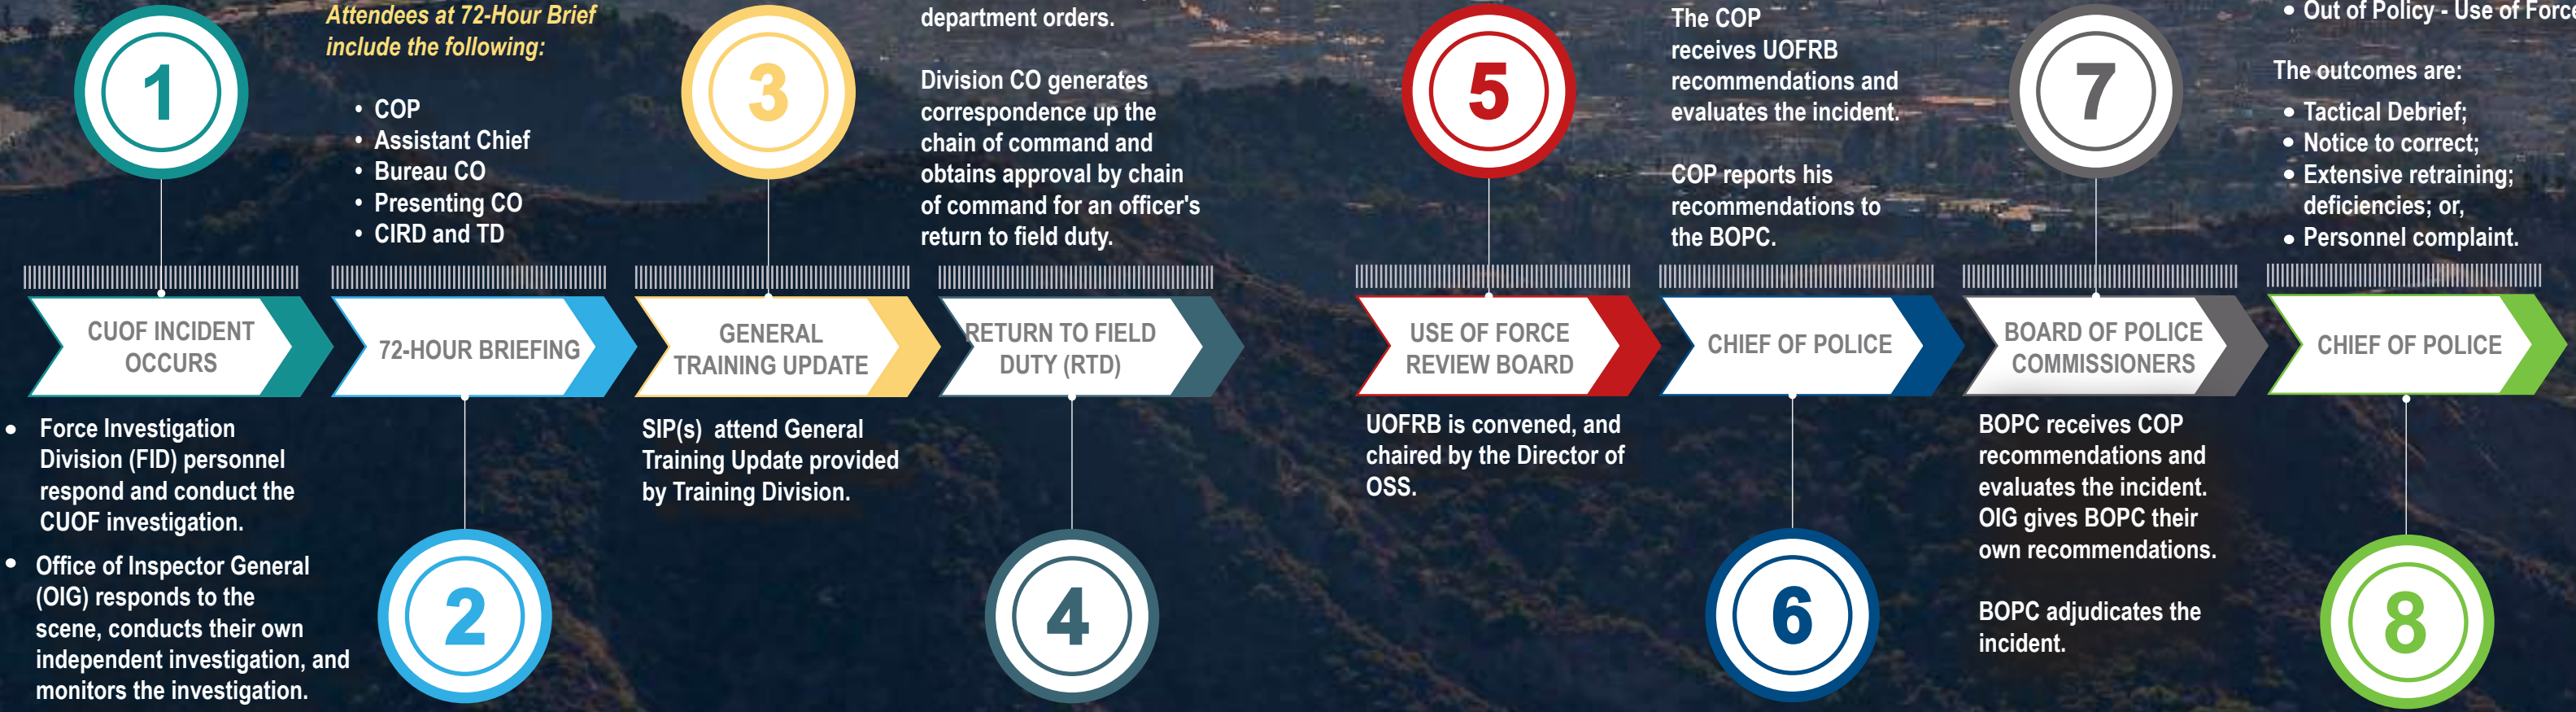 1
CUOF INCIDENT
OCCURS
• Force Investigation
Division (FID) personnel
respond and conduct the
CUOF investigation.
• Office of Inspector General
(OIG) responds to the
scene, conducts their own
independent investigation, and
monitors the investigation.
Attendees at 72-Hour Brief
include the following:
• COP
• Assistant Chief
• Bureau CO
• Presenting CO
• CIRD and TD
72-HOUR BRIEFING
2
3
GENERAL
TRAINING UPDATE
SIP(s) attend General
Training Update provided
by Training Division.
department orders.
Division CO generates
correspondence up the
chain of command and
obtains approval by chain
of command for an officer's
return to field duty.
RETURN TO FIELD
DUTY (RTD)
4
5
USE OF FORCE
REVIEW BOARD
UOFRB is convened, and
chaired by the Director of
OSS.
The COP
receives UOFRB
recommendations and
evaluates the incident.
COP reports his
recommendations to
the BOPC.
CHIEF OF POLICE
6
7
BOARD OF POLICE
COMMISSIONERS
BOPC receives COP
recommendations and
evaluates the incident.
OIG gives BOPC their
own recommendations.
BOPC adjudicates the
incident.
• Out of Policy - Use of Force
The outcomes are:
• Tactical Debrief;
• Notice to correct;
• Extensive retraining;
deficiencies; or,
• Personnel complaint.
CHIEF OF POLICE
8